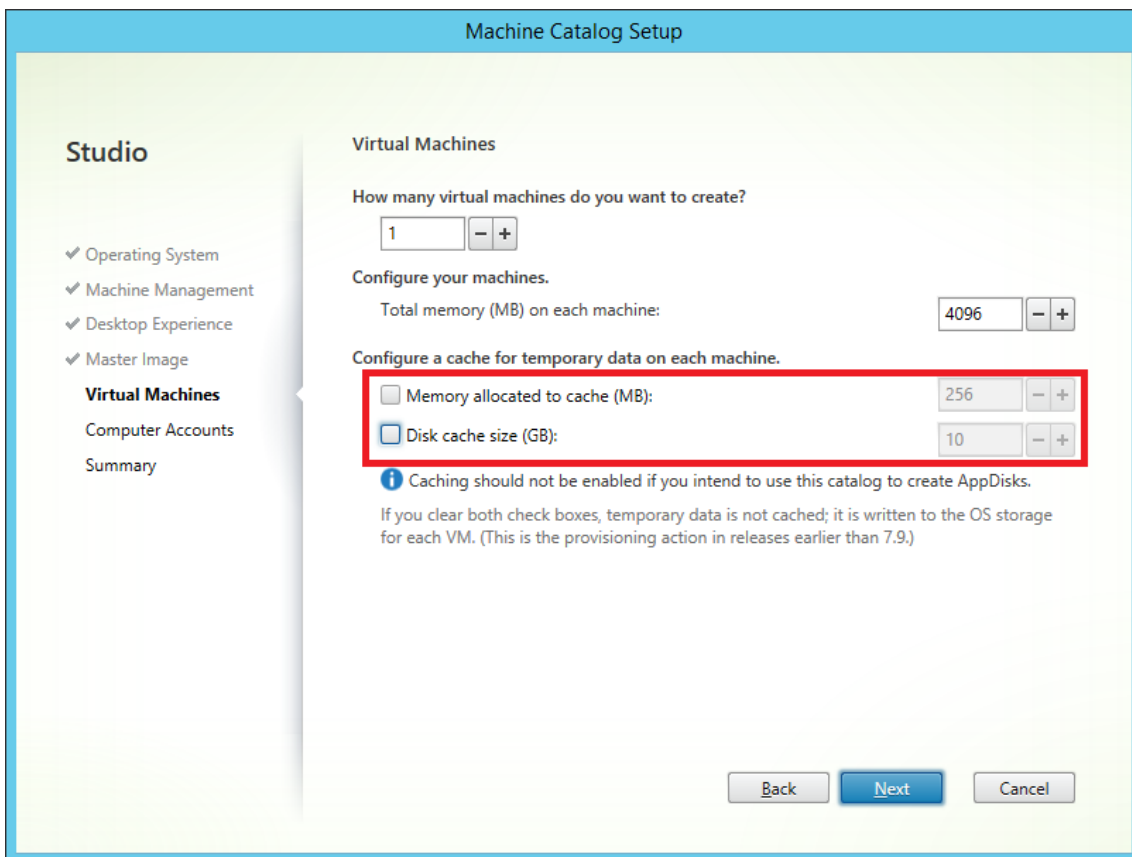 Machine Catalog Setup
Studio
Operating System
Machine Management
Desktop Experience
Master Image
Virtual Machines
Computer Accounts
Summary
Virtual Machines
How many virtual machines do you want to create?
1 − +
Configure your machines.
Total memory (MB) on each machine: 4096 − +
Configure a cache for temporary data on each machine.
Memory allocated to cache (MB): 256 − +
Disk cache size (GB): 10 − +
Caching should not be enabled if you intend to use this catalog to create AppDisks.
If you clear both check boxes, temporary data is not cached; it is written to the OS storage
for each VM. (This is the provisioning action in releases earlier than 7.9.)
Back Next Cancel